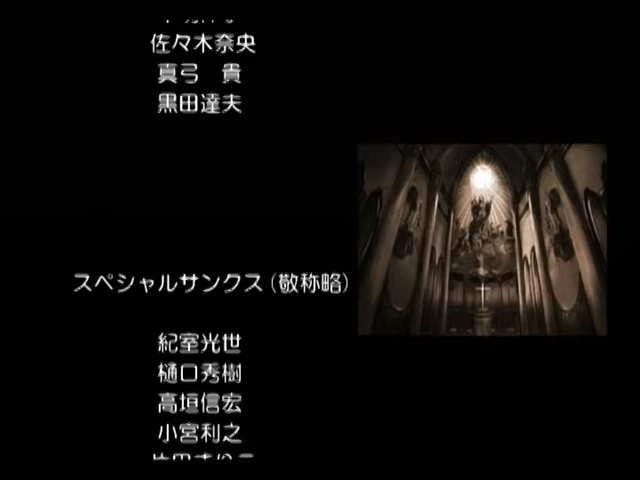 佐々木奈央
真弓　貴
黒田達夫
スペシャルサンクス(敬称略)
紀室光世
樋口秀樹
高垣信宏
小宮利之